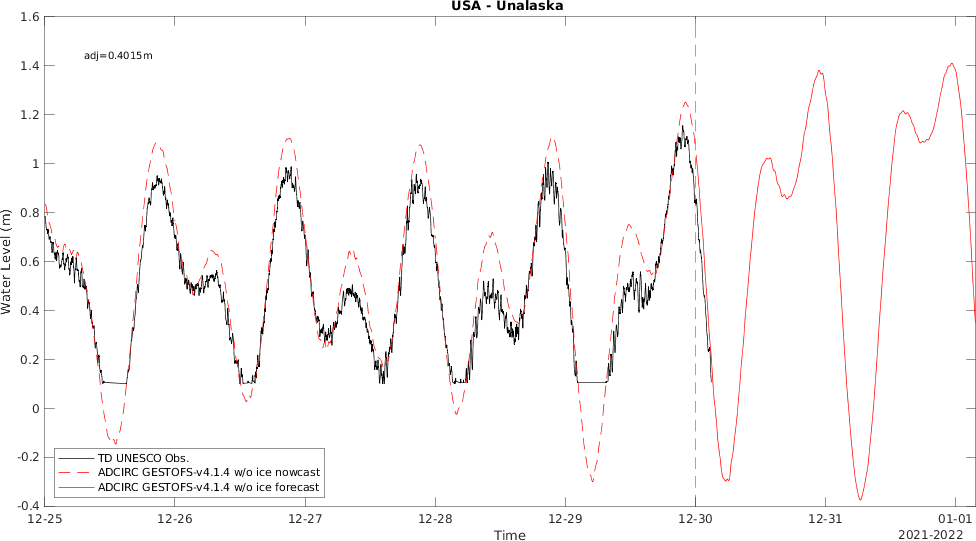 USA - Unalaska
1.6
adj=0.4015m
1.4
1.2
1
0.8
0.6
0.4
0.2
0
-0.2
-0.4
Water Level (m)
TD UNESCO Obs.
ADCIRC GESTOFS-v4.1.4 w/o ice nowcast
ADCIRC GESTOFS-v4.1.4 w/o ice forecast
12-25 12-26 12-27 12-28 12-29 12-30 12-31 01-01
Time
2021-2022